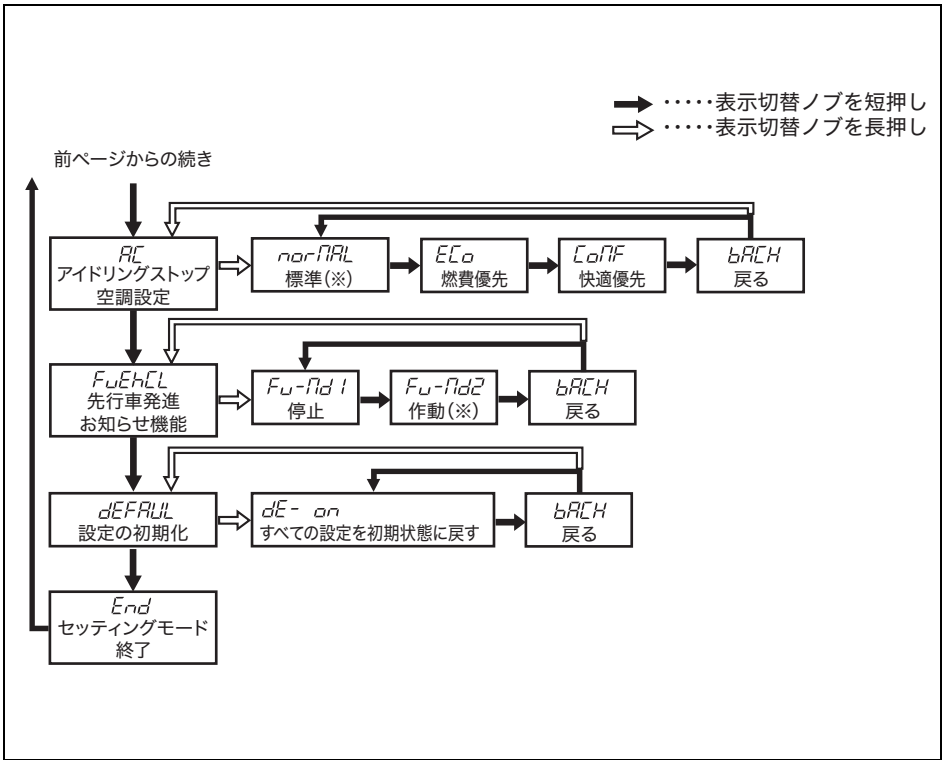 ·····表示切替ノブを短押し
·····表示切替ノブを長押し
前ページからの続き
AC
アイドリングストップ
空調設定
norMAL
標準(※)
ECo
燃費優先
CoMF
快適優先
bACK
戻る
FvEhCL
先行車発進
お知らせ機能
Fv-Md1
停止
Fv-Md2
作動(※)
bACK
戻る
dEFAUL
設定の初期化
dE- on
すべての設定を初期状態に戻す
bACK
戻る
End
セッティングモード
終了